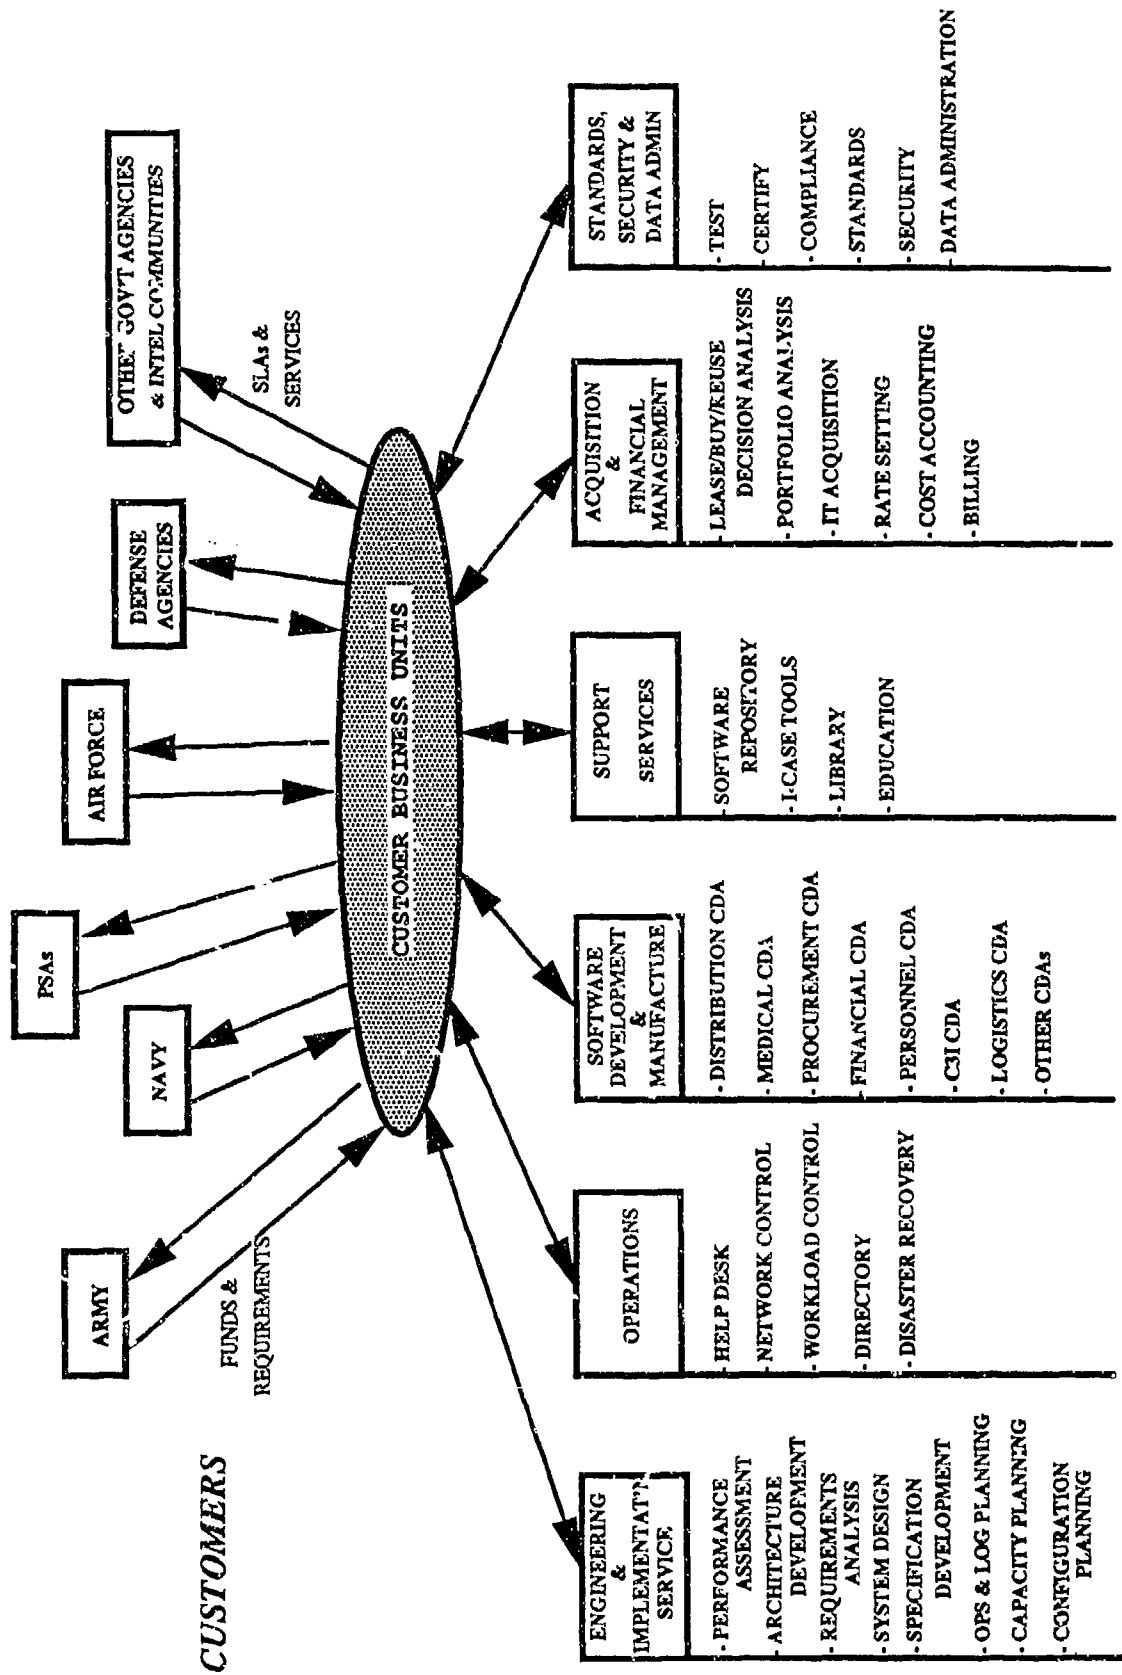 CUSTOMERS
ARMY
NAVY
PSAs
AIR FORCE
DEFENSE
AGENCIES
OTHER GOV'T AGENCIES
& INTEL COMMUNITIES
FUNDS &
REQUIREMENTS
SLAs &
SERVICES
CUSTOMER BUSINESS UNITS
ENGINEERING
&
IMPLEMENTAT'N
SERVICE
- PERFORMANCE
ASSESSMENT
- ARCHITECTURE
DEVELOPMENT
- REQUIREMENTS
ANALYSIS
- SYSTEM DESIGN
- SPECIFICATION
DEVELOPMENT
- OPS & LOG PLANNING
- CAPACITY PLANNING
- CONFIGURATION
PLANNING
OPERATIONS
- HELP DESK
- NETWORK CONTROL
- WORKLOAD CONTROL
- DIRECTORY
- DISASTER RECOVERY
SOFTWARE
DEVELOPMENT
&
MANUFACTURE
- DISTRIBUTION CDA
- MEDICAL CDA
- PROCUREMENT CDA
- FINANCIAL CDA
- PERSONNEL CDA
- C3I CDA
- LOGISTICS CDA
- OTHER CDAs
SUPPORT
SERVICES
- SOFTWARE
REPOSITORY
- I-CASE TOOLS
- LIBRARY
- EDUCATION
ACQUISITION
&
FINANCIAL
MANAGEMENT
- LEASE/BUY/REUSE
DECISION ANALYSIS
- PORTFOLIO ANALYSIS
- IT ACQUISITION
- RATE SETTING
- COST ACCOUNTING
- BILLING
STANDARDS,
SECURITY &
DATA ADMIN
- TEST
- CERTIFY
- COMPLIANCE
- STANDARDS
- SECURITY
- DATA ADMINISTRATION